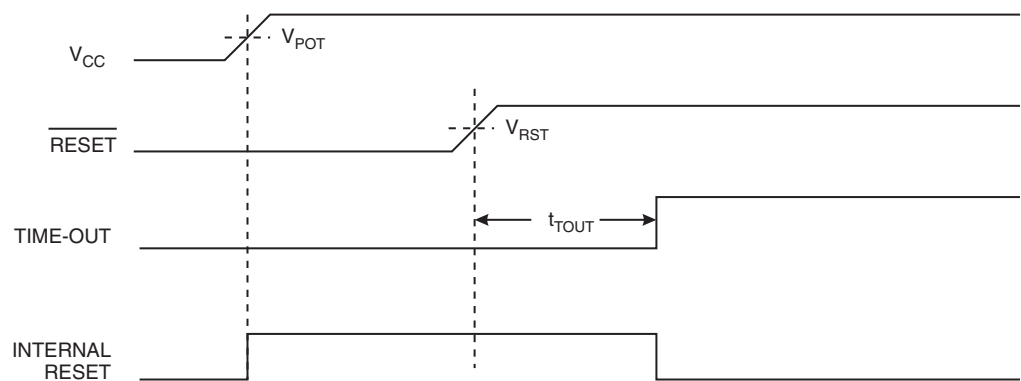 VCC
VPOT
RESET
VRST
TIME-OUT
tTOUT
INTERNAL
RESET